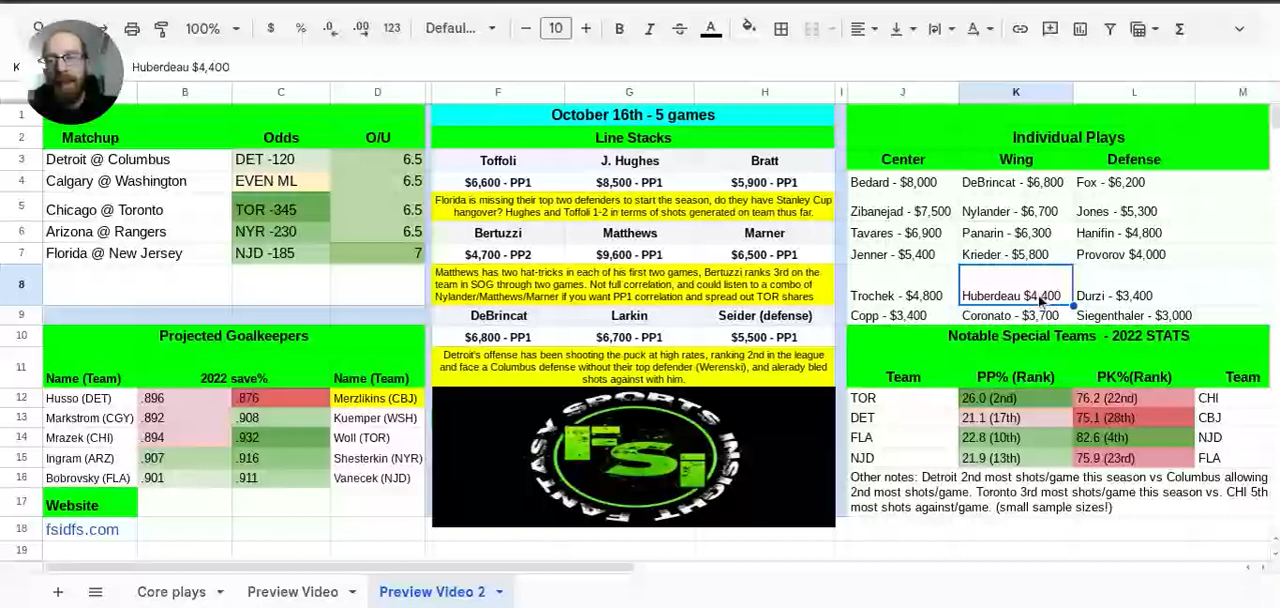 100%
$ % .0 .00 123
Defaul...
10
B I A
Σ
K
Huberdeau $4,400
B C D F G H I J K L M
1 October 16th - 5 games
2 Matchup Odds O/U Line Stacks Individual Plays
3 Detroit @ Columbus DET -120 6.5 Toffoli J. Hughes Bratt Center Wing Defense
4 Calgary @ Washington EVEN ML 6.5 $6,600 - PP1 $8,500 - PP1 $5,900 - PP1 Bedard - $8,000 DeBrincat - $6,800 Fox - $6,200
5 Chicago @ Toronto TOR -345 6.5 Florida is missing their top two defenders to start the season, do they have Stanley Cup
hangover? Hughes and Toffoli 1-2 in terms of shots generated on team thus far.
Zibanejad - $7,500 Nylander - $6,700 Jones - $5,300
6 Arizona @ Rangers NYR -230 6.5 Bertuzzi Matthews Marner Tavares - $6,900 Panarin - $6,300 Hanifin - $4,800
7 Florida @ New Jersey NJD -185 7 $4,700 - PP2 $9,600 - PP1 $6,500 - PP1 Jenner - $5,400 Krieder - $5,800 Provorov $4,000
8 Matthews has two hat-tricks in each of his first two games, Bertuzzi ranks 3rd on the
team in SOG through two games. Not full correlation, and could listen to a combo of
Nylander/Matthews/Marner if you want PP1 correlation and spread out TOR shares
Trochek - $4,800 Huberdeau $4,400 Durzi - $3,400
9 DeBrincat Larkin Seider (defense) Copp - $3,400 Coronato - $3,700 Siegenthaler - $3,000
10 Projected Goalkeepers $6,800 - PP1 $6,700 - PP1 $5,500 - PP1 Notable Special Teams - 2022 STATS
11 Name (Team) 2022 save% Name (Team) Detroit's offense has been shooting the puck at high rates, ranking 2nd in the league
and face a Columbus defense without their top defender (Werenski), and alerady bled
shots against with him.
Team PP% (Rank) PK%(Rank) Team
12 Husso (DET) .896 .876 Merzlikins (CBJ) TOR 26.0 (2nd) 76.2 (22nd) CHI
13 Markstrom (CGY) .892 .908 Kuemper (WSH) DET 21.1 (17th) 75.1 (28th) CBJ
14 Mrazek (CHI) .894 .932 Woll (TOR) FLA 22.8 (10th) 82.6 (4th) NJD
15 Ingram (ARZ) .907 .916 Shesterkin (NYR) NJD 21.9 (13th) 75.9 (23rd) FLA
16 Bobrovsky (FLA) .901 .911 Vanecek (NJD) Other notes: Detroit 2nd most shots/game this season vs Columbus allowing
17 Website 2nd most shots/game. Toronto 3rd most shots/game this season vs. CHI 5th
most shots against/game. (small sample sizes!)
18 fsidfs.com
19
FANTASY SPORTS INSIGHT
FSI
Core plays Preview Video Preview Video 2